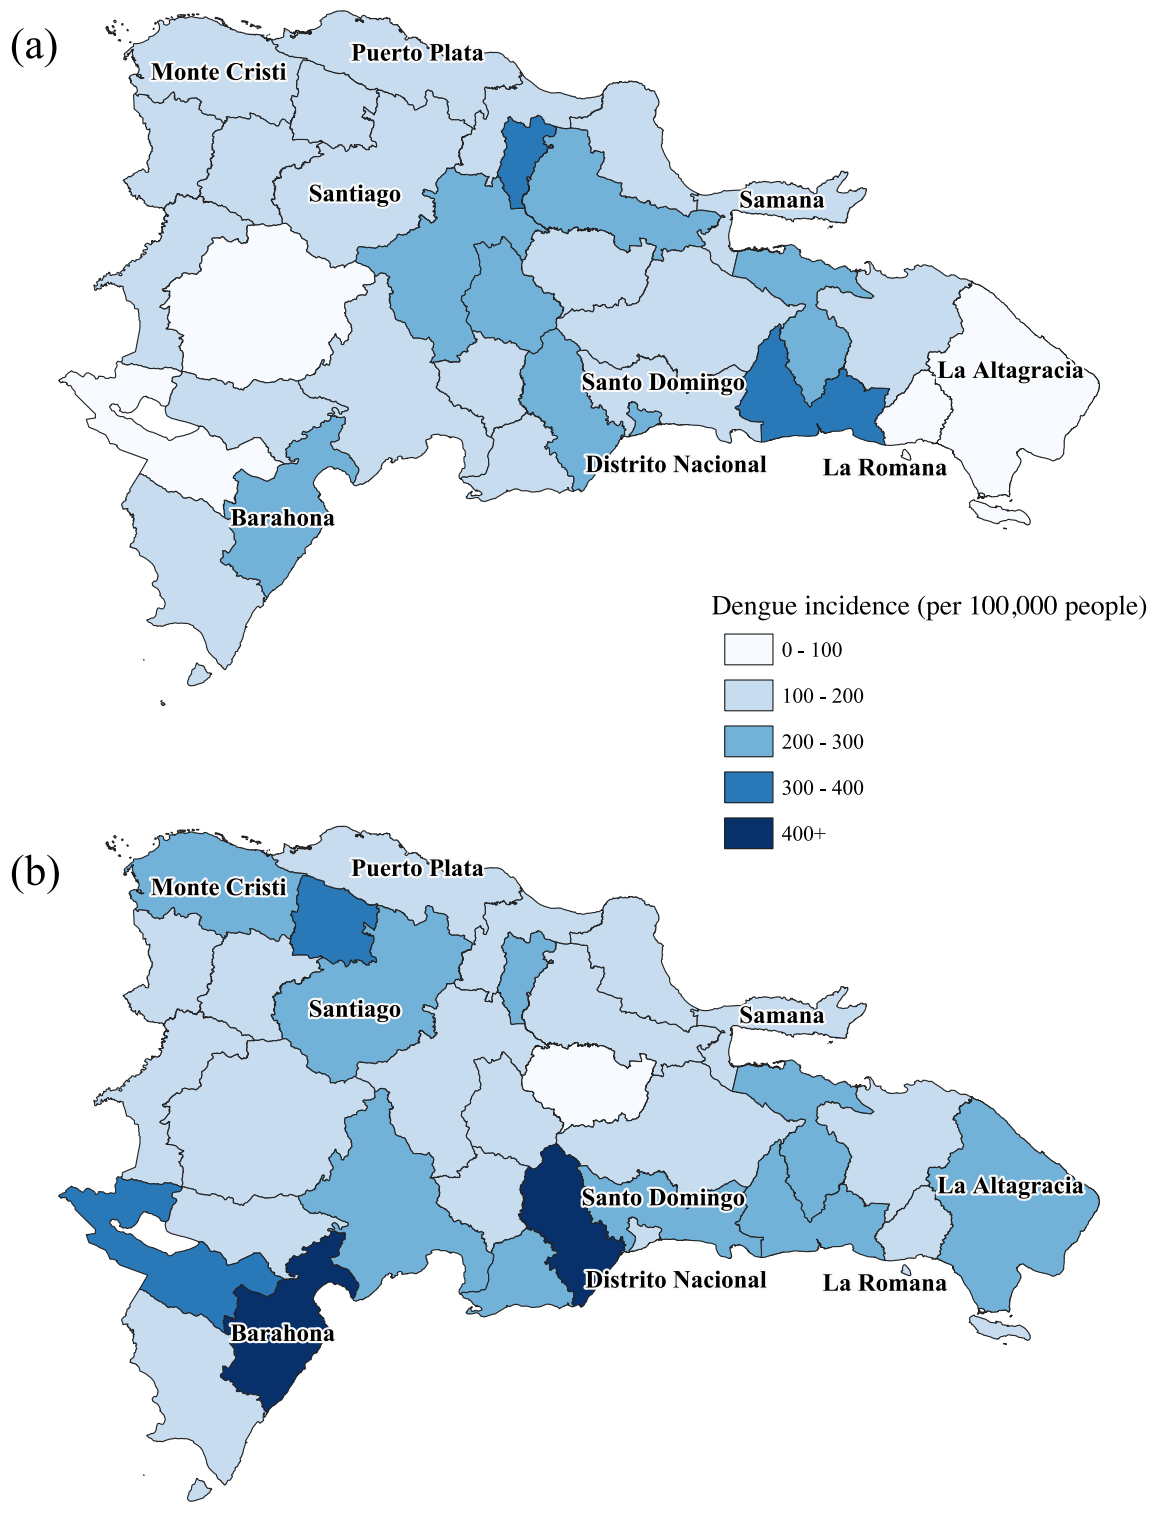 (a)
Puerto Plata
Monte Cristi
Santiago
Samana
La Altagracia
Santo Domingo
Distrito Nacional
La Romana
Barahona
Dengue incidence (per 100,000 people)
0 - 100
100 - 200
200 - 300
300 - 400
400+
(b)
Puerto Plata
Monte Cristi
Santiago
Samana
La Altagracia
Santo Domingo
Distrito Nacional
La Romana
Barahona